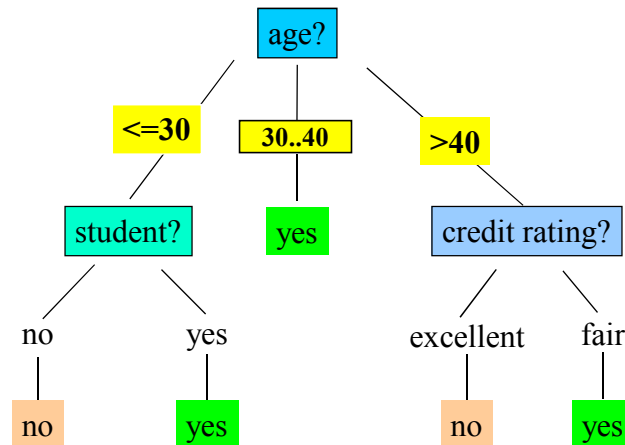 age?
<=30
30..40
>40
student?
yes
credit rating?
no
yes
excellent
fair
no
yes
no
yes